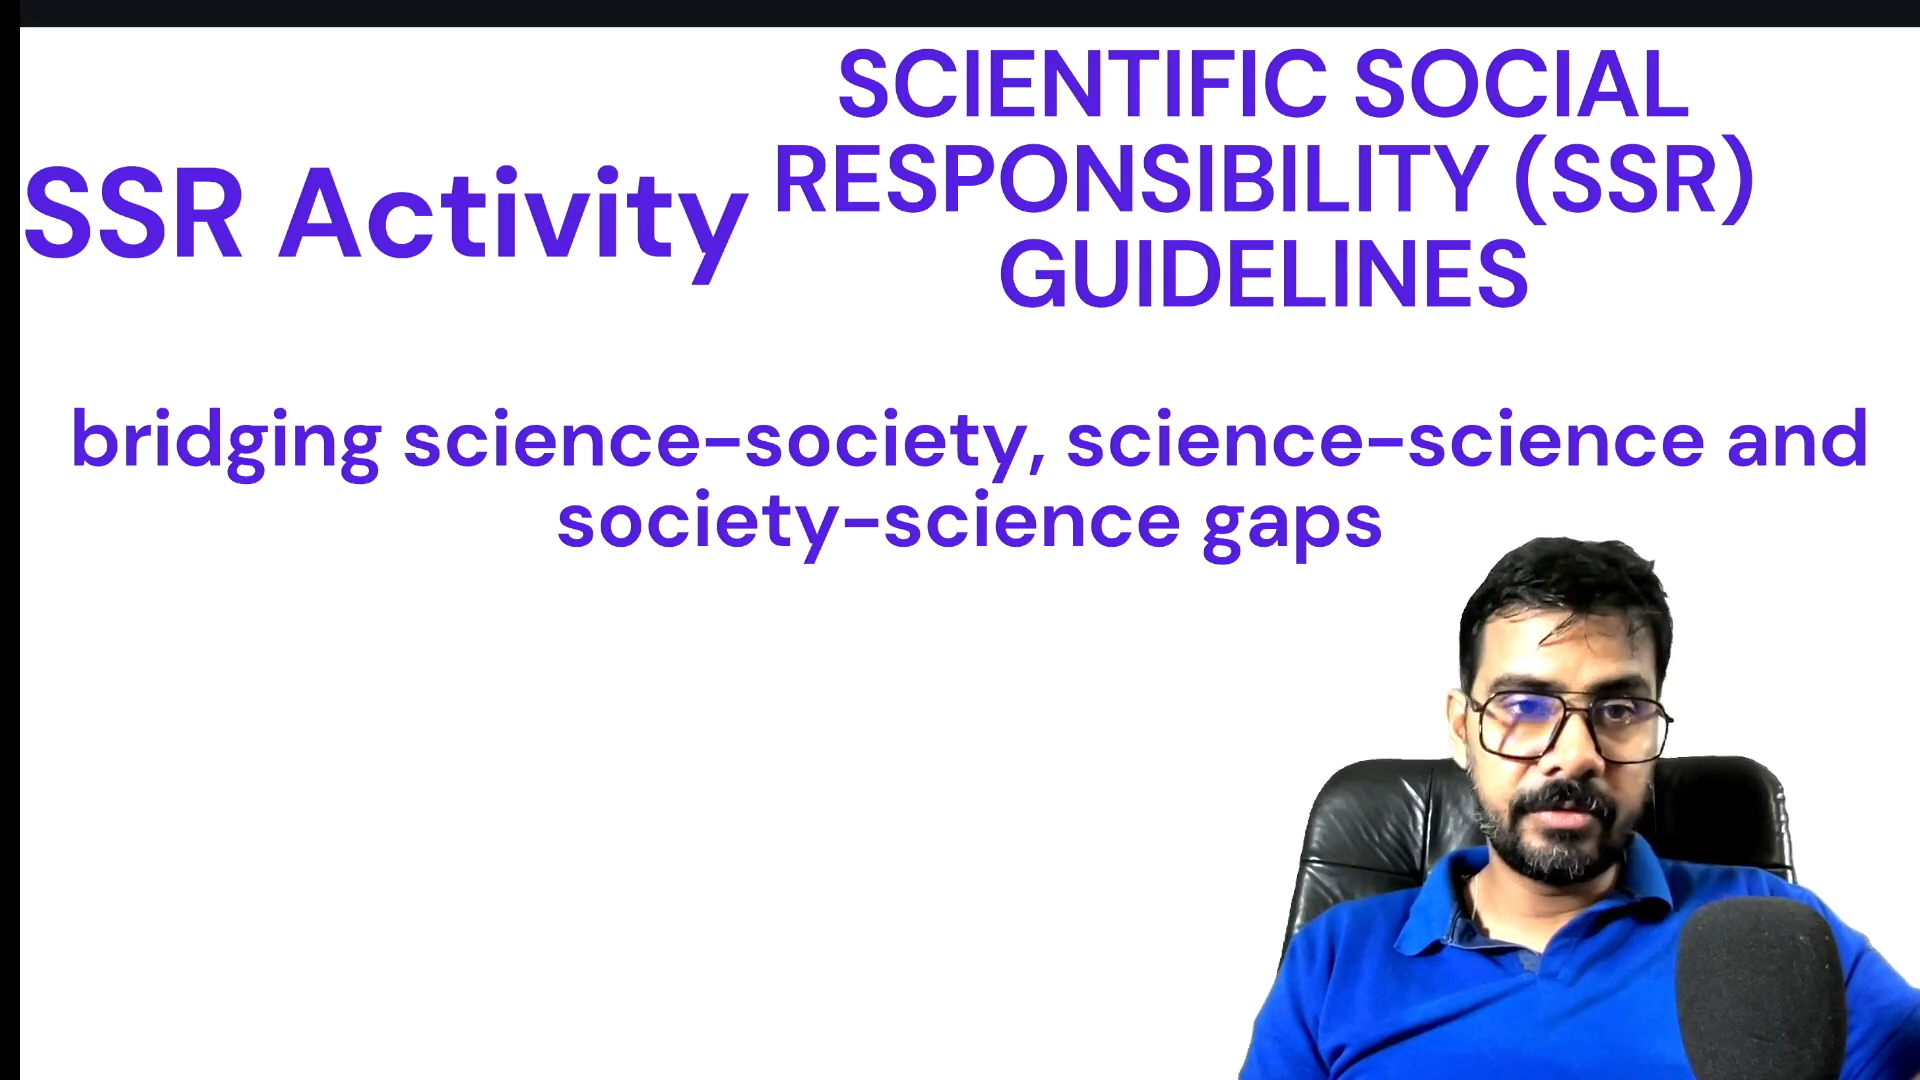 SSR Activity
SCIENTIFIC SOCIAL
RESPONSIBILITY (SSR)
GUIDELINES
bridging science-society, science-science and
society-science gaps